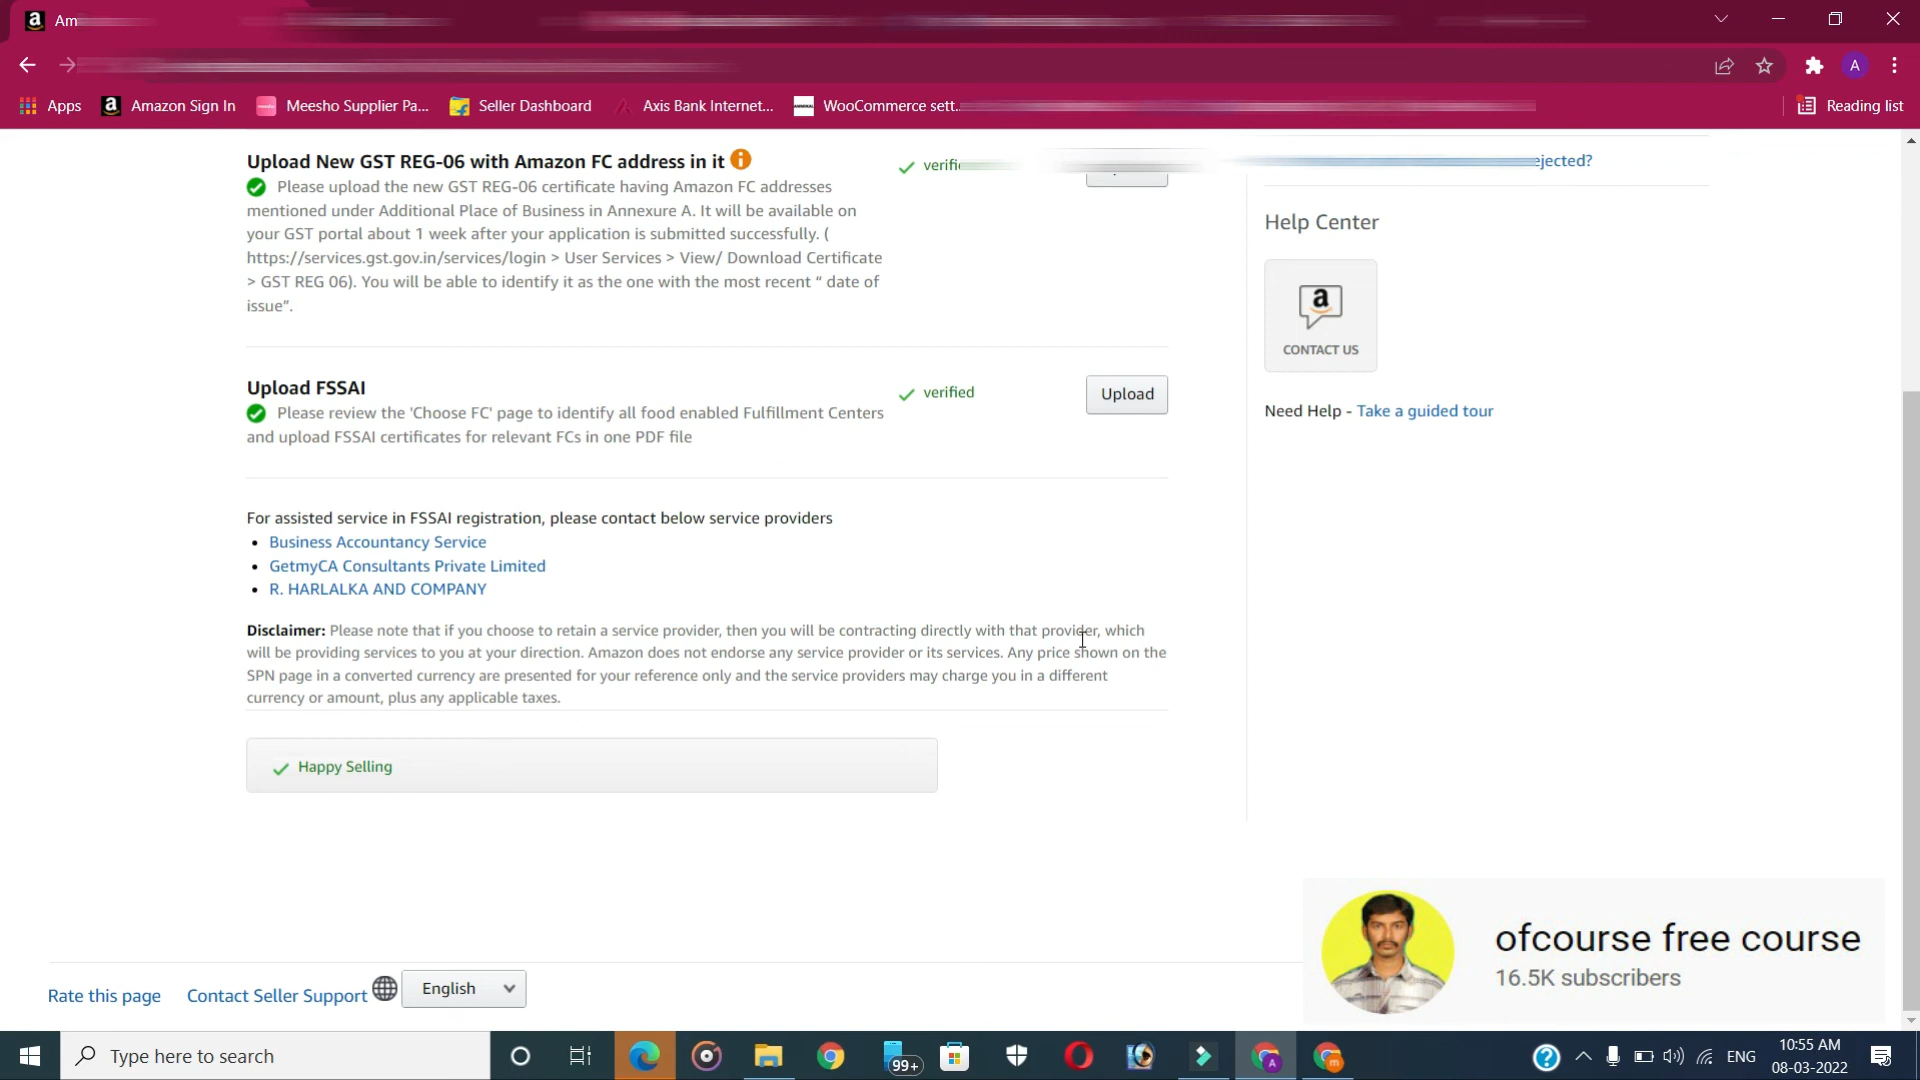 Am
Apps
Amazon Sign In
Meesho Supplier Pa...
Seller Dashboard
Axis Bank Internet...
WooCommerce sett..
Reading list
A
Upload New GST REG-06 with Amazon FC address in it
Please upload the new GST REG-06 certificate having Amazon FC addresses
mentioned under Additional Place of Business in Annexure A. It will be available on
your GST portal about 1 week after your application is submitted successfully. (
https://services.gst.gov.in/services/login > User Services > View/ Download Certificate
> GST REG 06). You will be able to identify it as the one with the most recent “ date of
issue”.
verifi
ejected?
Help Center
CONTACT US
Need Help - Take a guided tour
Upload FSSAI
Please review the 'Choose FC' page to identify all food enabled Fulfillment Centers
and upload FSSAI certificates for relevant FCs in one PDF file
verified
Upload
For assisted service in FSSAI registration, please contact below service providers
• Business Accountancy Service
• GetmyCA Consultants Private Limited
• R. HARLALKA AND COMPANY
Disclaimer: Please note that if you choose to retain a service provider, then you will be contracting directly with that provider, which
will be providing services to you at your direction. Amazon does not endorse any service provider or its services. Any price shown on the
SPN page in a converted currency are presented for your reference only and the service providers may charge you in a different
currency or amount, plus any applicable taxes.
Happy Selling
ofcourse free course
16.5K subscribers
Rate this page
Contact Seller Support
English
Type here to search
99+
ENG
10:55 AM
08-03-2022